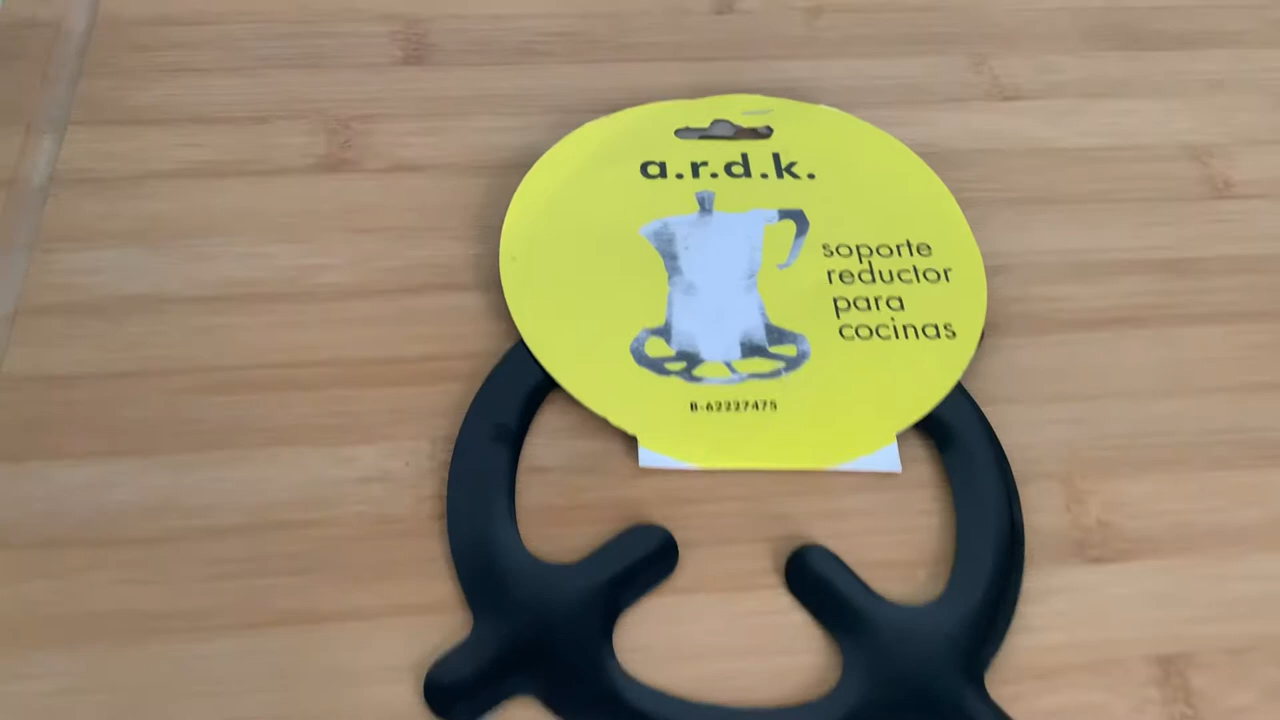 a.r.d.k.
soporte
reductor
para
cocinas
B-62227475